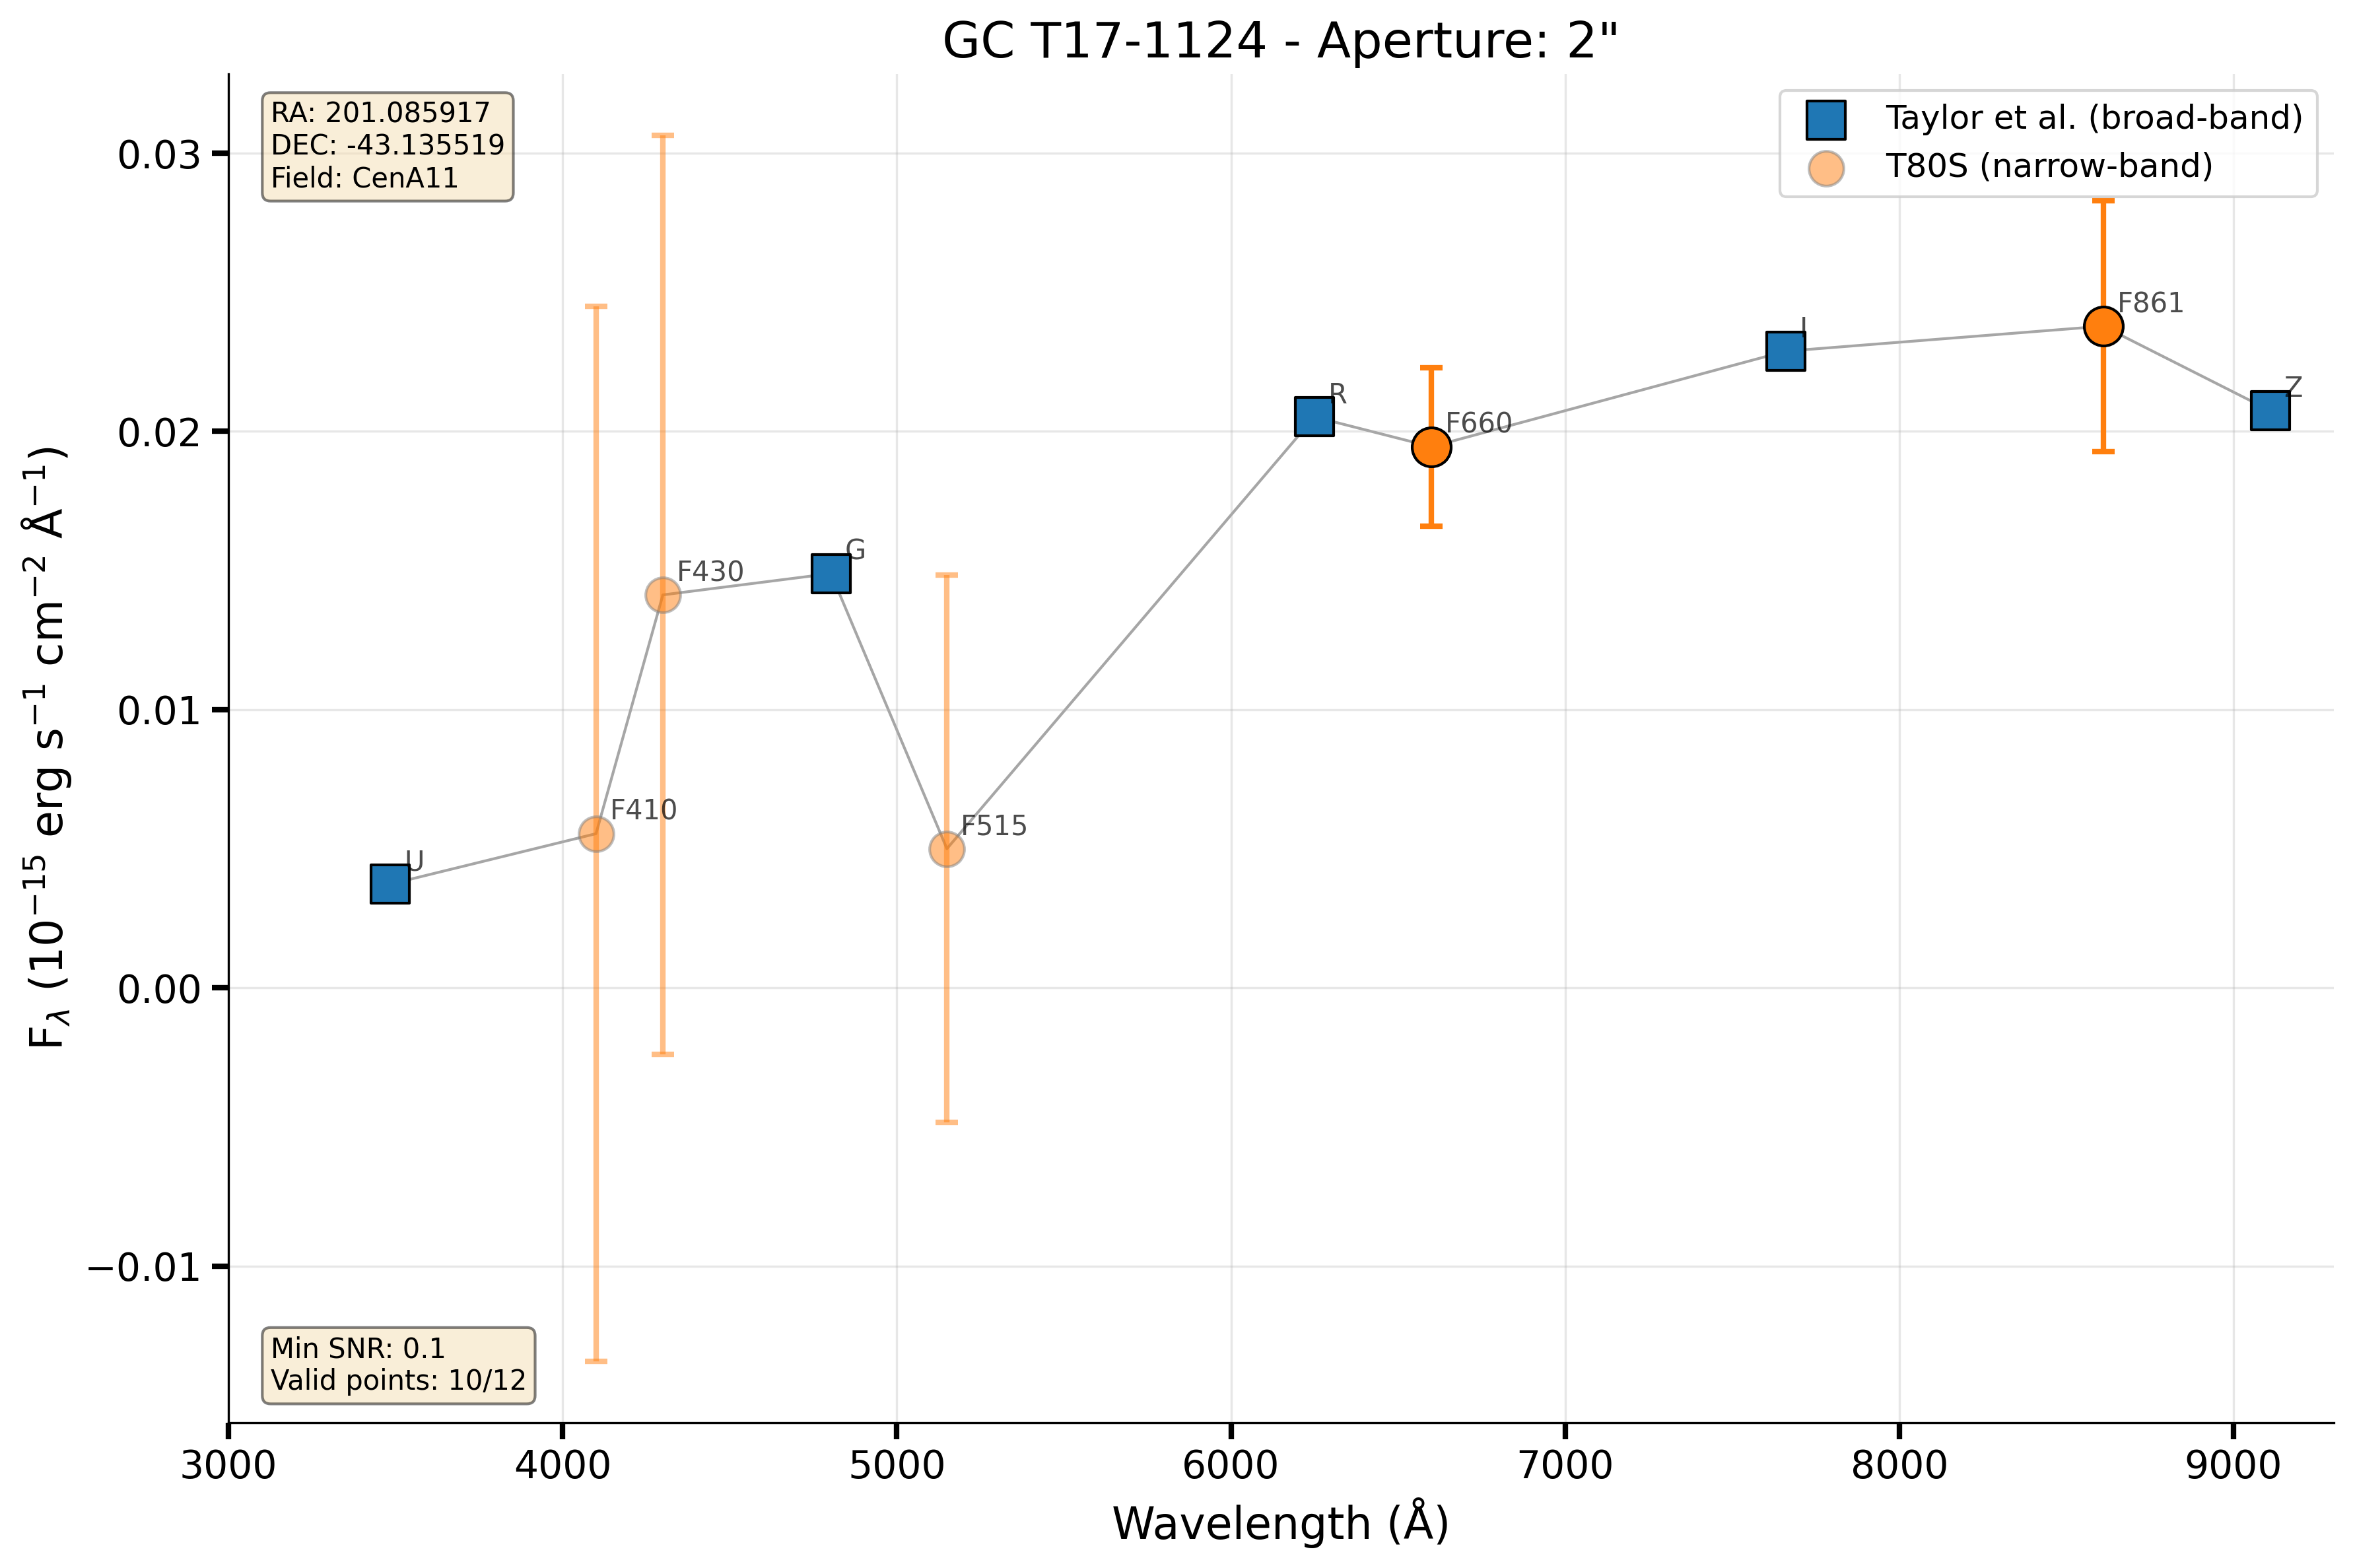 GC T17-1124 - Aperture: 2"
RA: 201.085917
DEC: -43.135519
Field: CenA11
Taylor et al. (broad-band)
T80S (narrow-band)
F861
I
Z
R
F660
G
F430
F410
F515
U
0.03
0.02
0.01
0.00
−0.01
F_λ (10⁻¹⁵ erg s⁻¹ cm⁻² Å⁻¹)
Min SNR: 0.1
Valid points: 10/12
3000 4000 5000 6000 7000 8000 9000
Wavelength (Å)